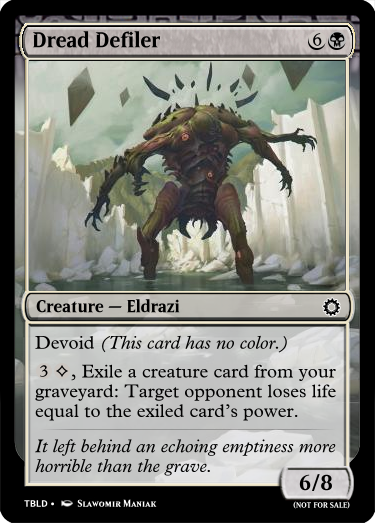 Dread Defiler 6
Creature — Eldrazi
Devoid (This card has no color.)
3 , Exile a creature card from your
graveyard: Target opponent loses life
equal to the exiled card's power.
It left behind an echoing emptiness more
horrible than the grave.
6/8
TBLD • Slawomir Maniak
(NOT FOR SALE)